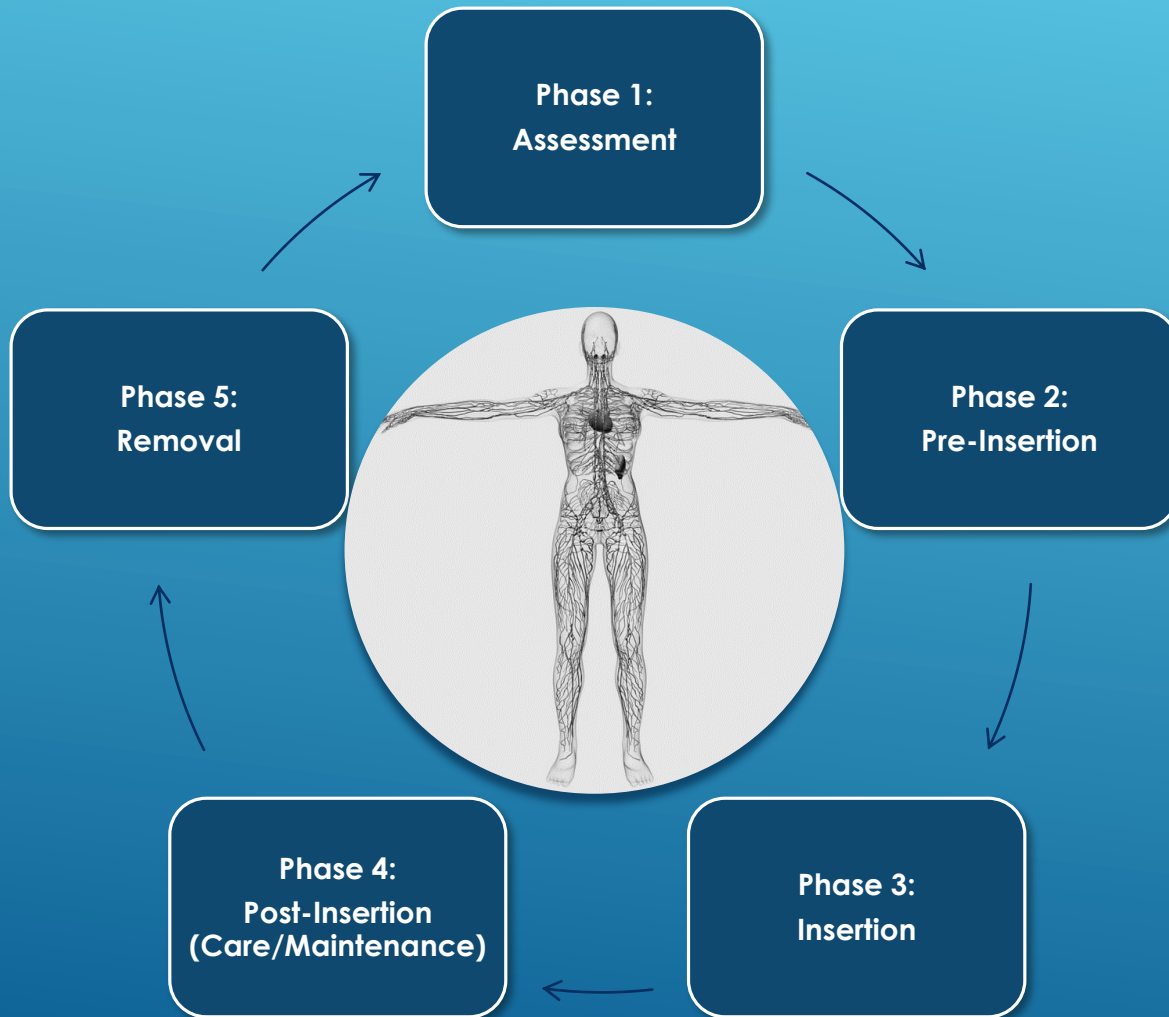 Phase 1:
Assessment
Phase 2:
Pre-Insertion
Phase 3:
Insertion
Phase 4:
Post-Insertion
(Care/Maintenance)
Phase 5:
Removal